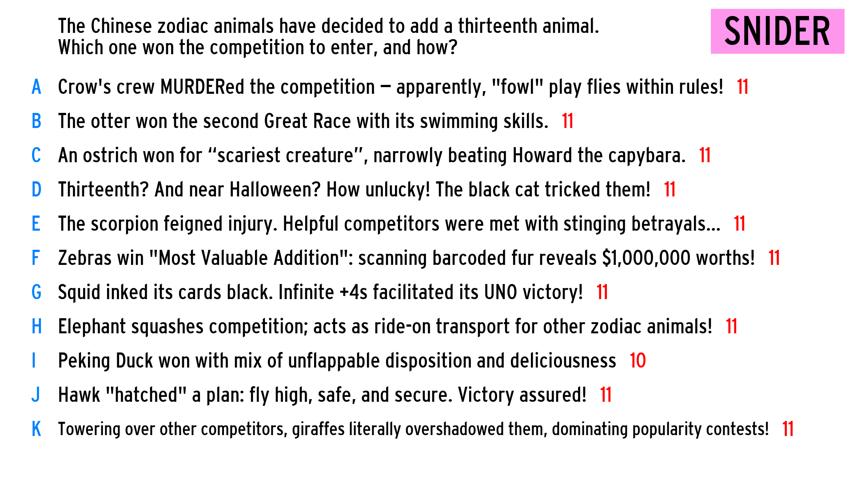 The Chinese zodiac animals have decided to add a thirteenth animal.
Which one won the competition to enter, and how?
SNIDER
A Crow's crew MURDERed the competition – apparently, "fowl" play flies within rules! 11
B The otter won the second Great Race with its swimming skills. 11
C An ostrich won for “scariest creature”, narrowly beating Howard the capybara. 11
D Thirteenth? And near Halloween? How unlucky! The black cat tricked them! 11
E The scorpion feigned injury. Helpful competitors were met with stinging betrayals... 11
F Zebras win "Most Valuable Addition": scanning barcoded fur reveals $1,000,000 worths! 11
G Squid inked its cards black. Infinite +4s facilitated its UNO victory! 11
H Elephant squashes competition; acts as ride-on transport for other zodiac animals! 11
I Peking Duck won with mix of unflappable disposition and deliciousness 10
J Hawk "hatched" a plan: fly high, safe, and secure. Victory assured! 11
K Towering over other competitors, giraffes literally overshadowed them, dominating popularity contests! 11